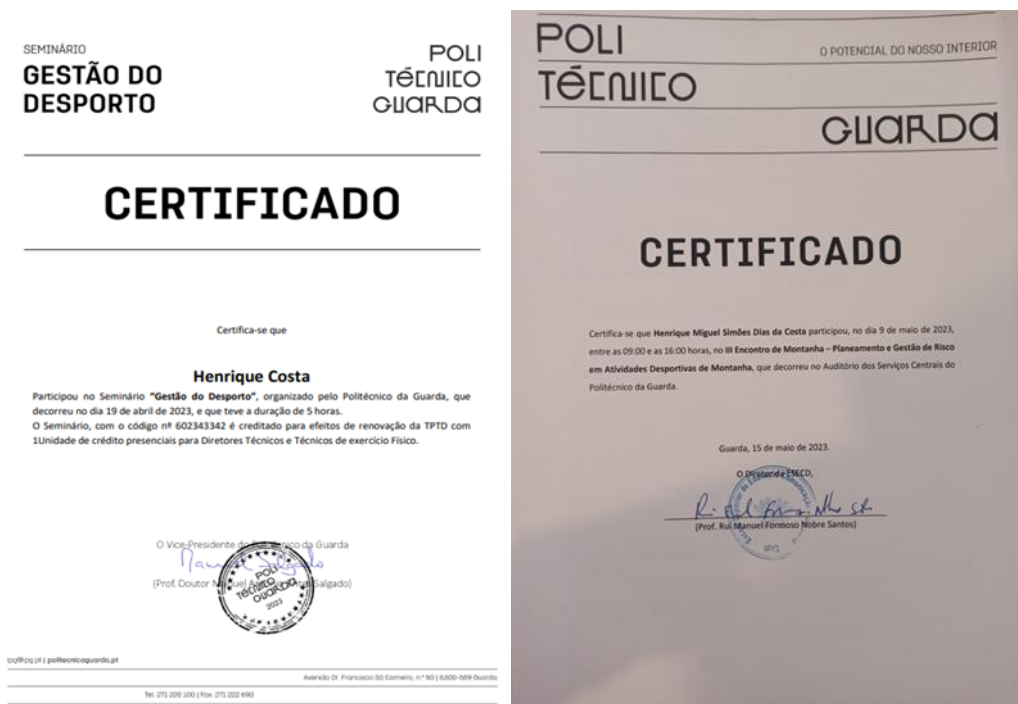 SEMINÁRIO
GESTÃO DO
DESPORTO
POLI
TÉCNICO
GUARDA
CERTIFICADO
Certifica-se que
Henrique Costa
Participou no Seminário “Gestão do Desporto”, organizado pelo Politécnico da Guarda, que
decorreu no dia 19 de abril de 2023, e que teve a duração de 5 horas.
O Seminário, com o código nº 602343342 é creditado para efeitos de renovação da TPTD com
1Unidade de crédito presenciais para Diretores Técnicos e Técnicos de exercício Físico.
O Vice-Presidente do Politécnico da Guarda
(Prof. Doutor Salgado)
POLI
TÉCNICO
GUARDA
2023
ipg@ipg.pt | politecnicoguarda.pt
Avenida Dr. Francisco Sá Carneiro, n.º 50 | 6300-559 Guarda
Tel: 271 220 100 | Fax: 271 222 690
POLI
TÉCNICO
GUARDA
O POTENCIAL DO NOSSO INTERIOR
CERTIFICADO
Certifica-se que Henrique Miguel Simões Dias da Costa participou, no dia 9 de maio de 2023,
entre as 09:00 e as 16:00 horas, no III Encontro de Montanha – Planeamento e Gestão de Risco
em Atividades Desportivas de Montanha, que decorreu no Auditório dos Serviços Centrais do
Politécnico da Guarda.
Guarda, 15 de maio de 2023.
O Diretor da ESECD,
(Prof. Rui Manuel Formoso Nobre Santos)
IPG